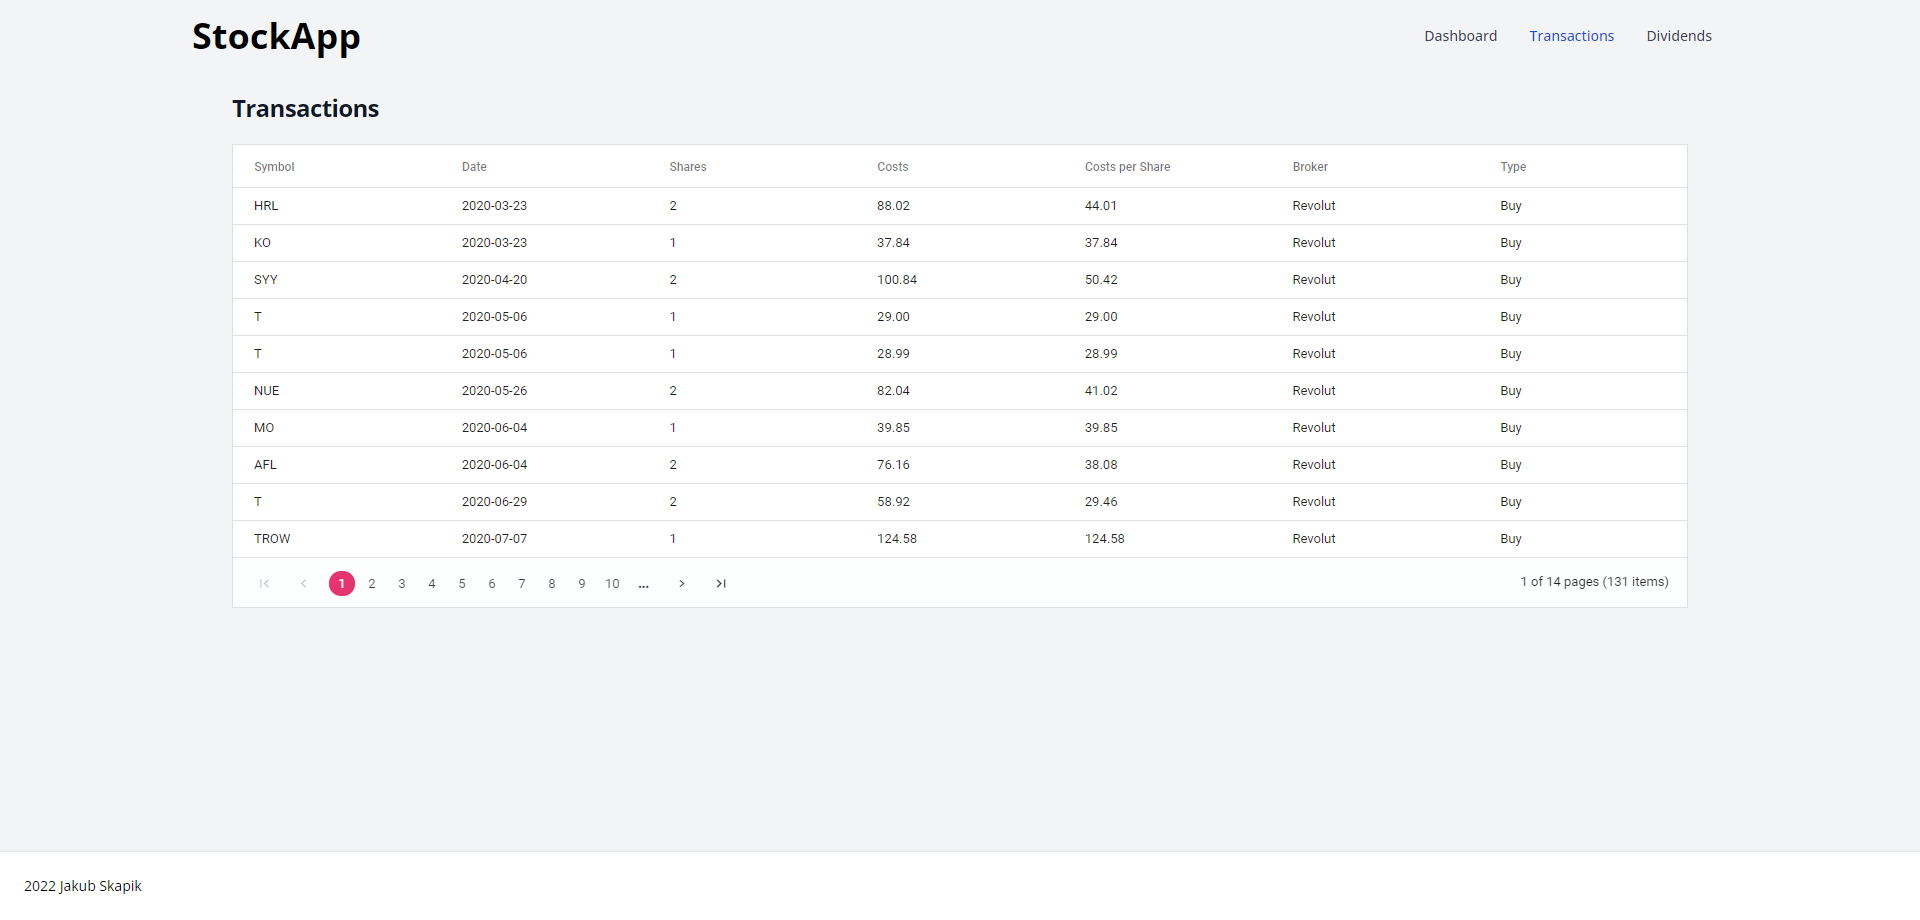 StockApp Dashboard Transactions Dividends
Transactions
Symbol Date Shares Costs Costs per Share Broker Type
HRL 2020-03-23 2 88.02 44.01 Revolut Buy
KO 2020-03-23 1 37.84 37.84 Revolut Buy
SYY 2020-04-20 2 100.84 50.42 Revolut Buy
T 2020-05-06 1 29.00 29.00 Revolut Buy
T 2020-05-06 1 28.99 28.99 Revolut Buy
NUE 2020-05-26 2 82.04 41.02 Revolut Buy
MO 2020-06-04 1 39.85 39.85 Revolut Buy
AFL 2020-06-04 2 76.16 38.08 Revolut Buy
T 2020-06-29 2 58.92 29.46 Revolut Buy
TROW 2020-07-07 1 124.58 124.58 Revolut Buy
1 2 3 4 5 6 7 8 9 10 ... 1 of 14 pages (131 items)
2022 Jakub Skapik